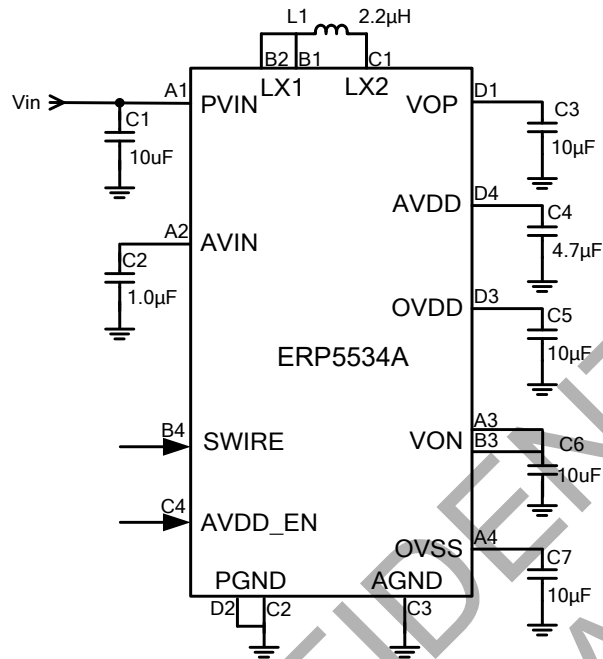 L1 2.2µH
B2 B1 C1
LX1 LX2
Vin
A1
PVIN
C1
10uF
A2
AVIN
C2
1.0µF
ERP5534A
B4
SWIRE
C4
AVDD_EN
D1
VOP
C3
10µF
D4
AVDD
C4
4.7µF
D3
OVDD
C5
10µF
A3
VON
B3
C6
10uF
A4
OVSS
C7
10µF
PGND
D2 C2
AGND
C3